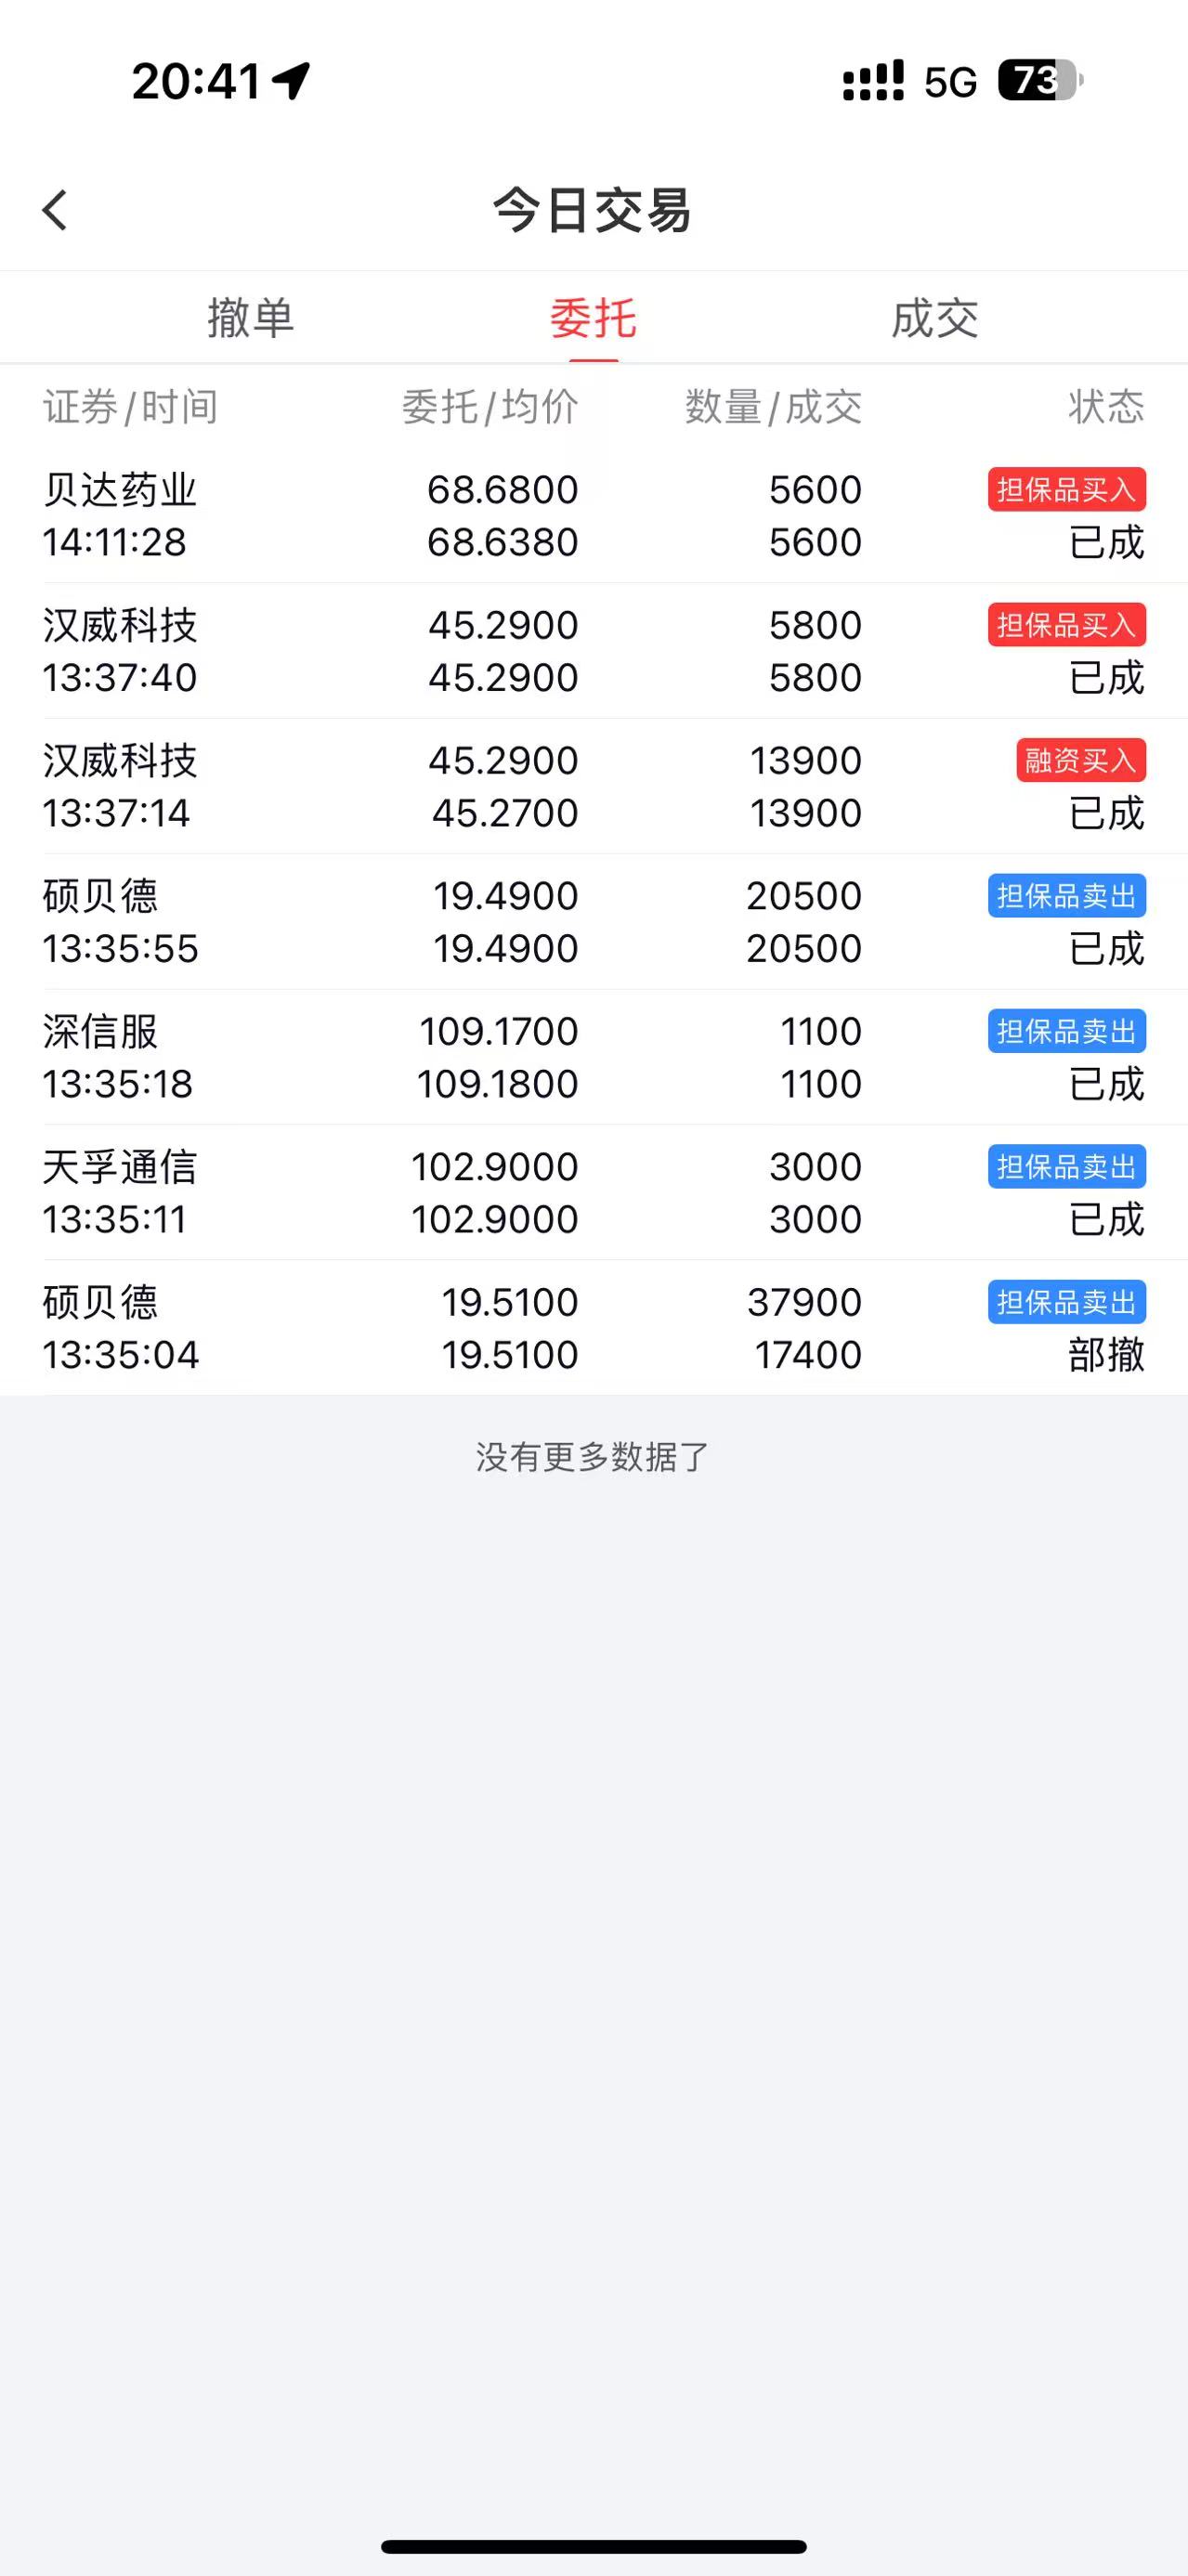 20:41 5G 73
今日交易
撤单 委托 成交
证券/时间 委托/均价 数量/成交 状态
贝达药业 68.6800 5600 担保品买入
14:11:28 68.6380 5600 已成
汉威科技 45.2900 5800 担保品买入
13:37:40 45.2900 5800 已成
汉威科技 45.2900 13900 融资买入
13:37:14 45.2700 13900 已成
硕贝德 19.4900 20500 担保品卖出
13:35:55 19.4900 20500 已成
深信服 109.1700 1100 担保品卖出
13:35:18 109.1800 1100 已成
天孚通信 102.9000 3000 担保品卖出
13:35:11 102.9000 3000 已成
硕贝德 19.5100 37900 担保品卖出
13:35:04 19.5100 17400 部撤
没有更多数据了